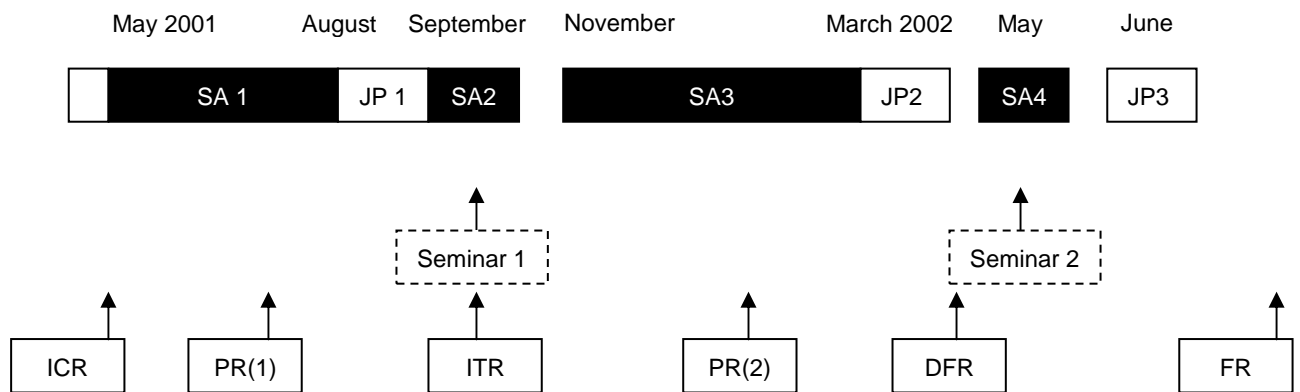 May 2001 August September November March 2002 May June
SA 1 JP 1 SA2 SA3 JP2 SA4 JP3
Seminar 1 Seminar 2
ICR PR(1) ITR PR(2) DFR FR